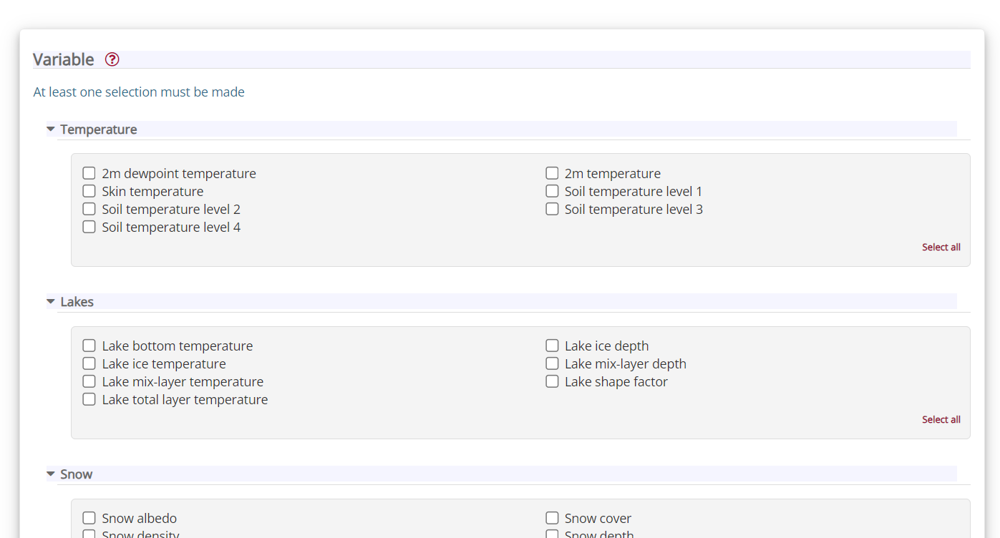 Variable
At least one selection must be made
Temperature
2m dewpoint temperature 2m temperature
Skin temperature Soil temperature level 1
Soil temperature level 2 Soil temperature level 3
Soil temperature level 4
Select all
Lakes
Lake bottom temperature Lake ice depth
Lake ice temperature Lake mix-layer depth
Lake mix-layer temperature Lake shape factor
Lake total layer temperature
Select all
Snow
Snow albedo Snow cover
Snow density Snow depth